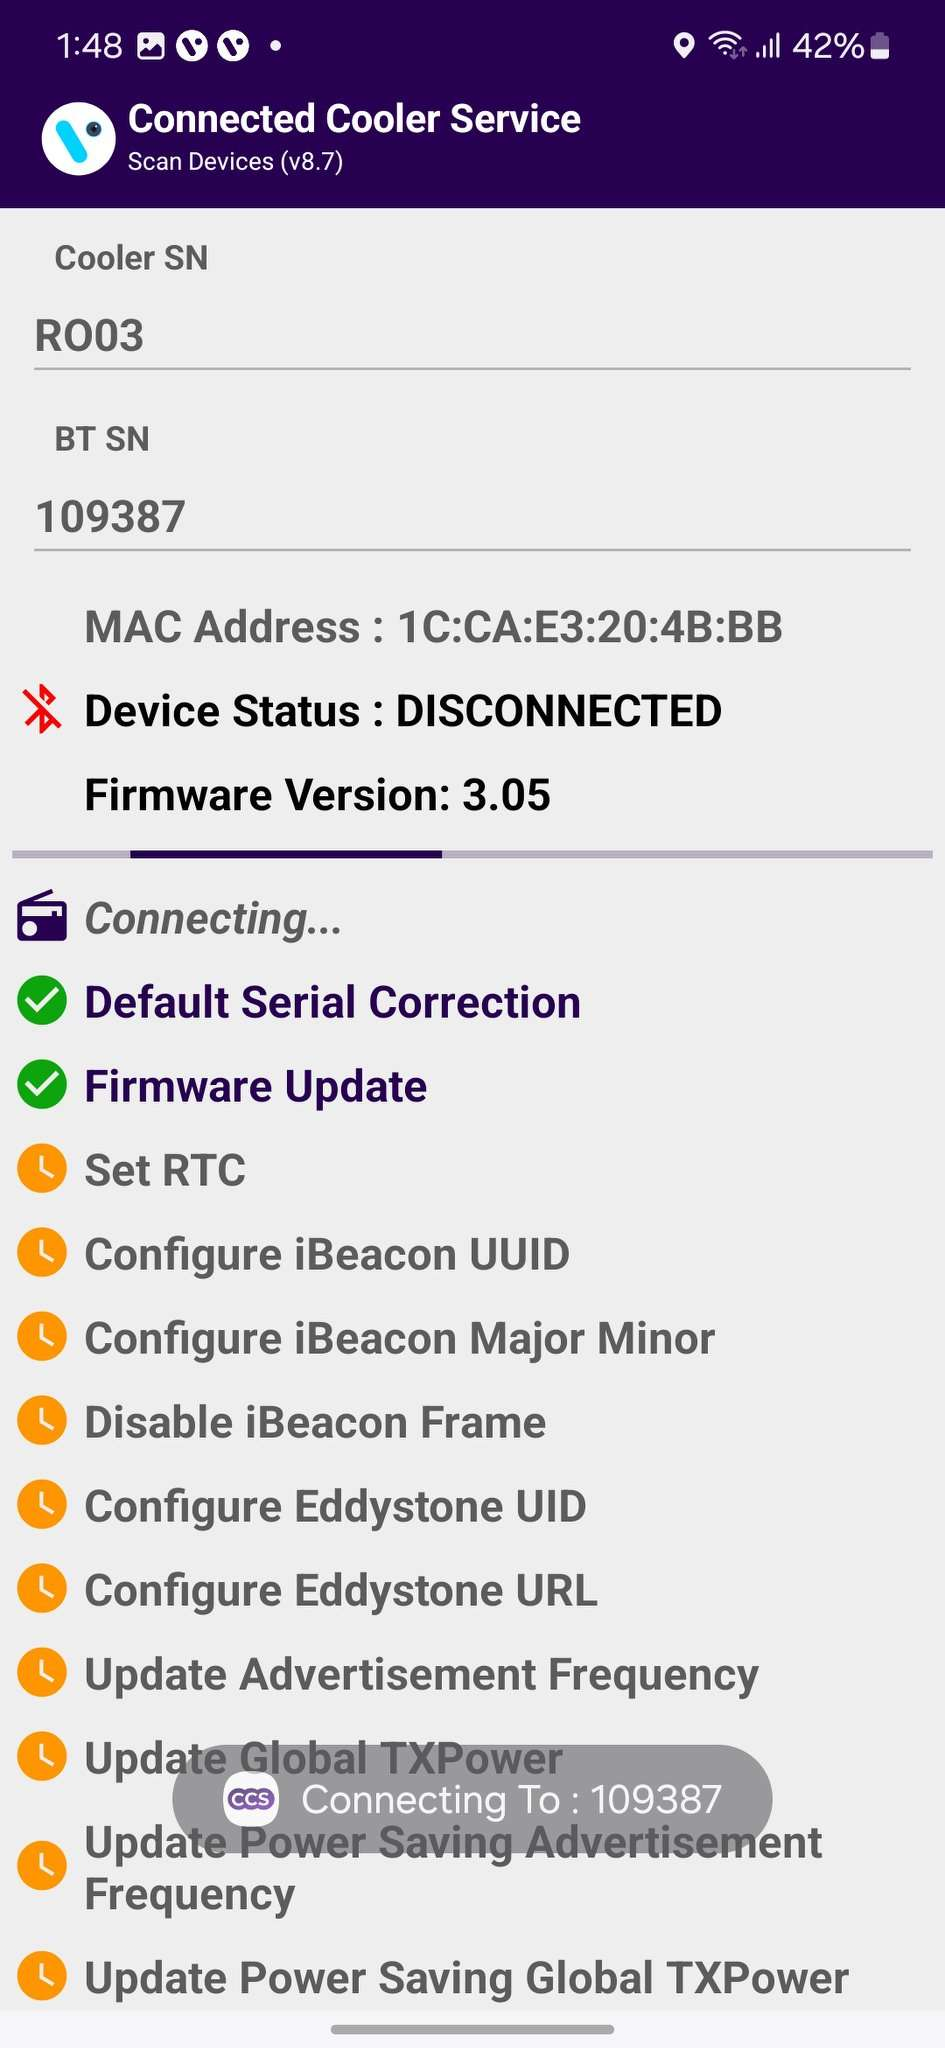 1:48
42%
Connected Cooler Service
Scan Devices (v8.7)
Cooler SN
RO03
BT SN
109387
MAC Address : 1C:CA:E3:20:4B:BB
Device Status : DISCONNECTED
Firmware Version: 3.05
Connecting...
Default Serial Correction
Firmware Update
Set RTC
Configure iBeacon UUID
Configure iBeacon Major Minor
Disable iBeacon Frame
Configure Eddystone UID
Configure Eddystone URL
Update Advertisement Frequency
Update Global TXPower
CCS Connecting To : 109387
Update Power Saving Advertisement
Frequency
Update Power Saving Global TXPower